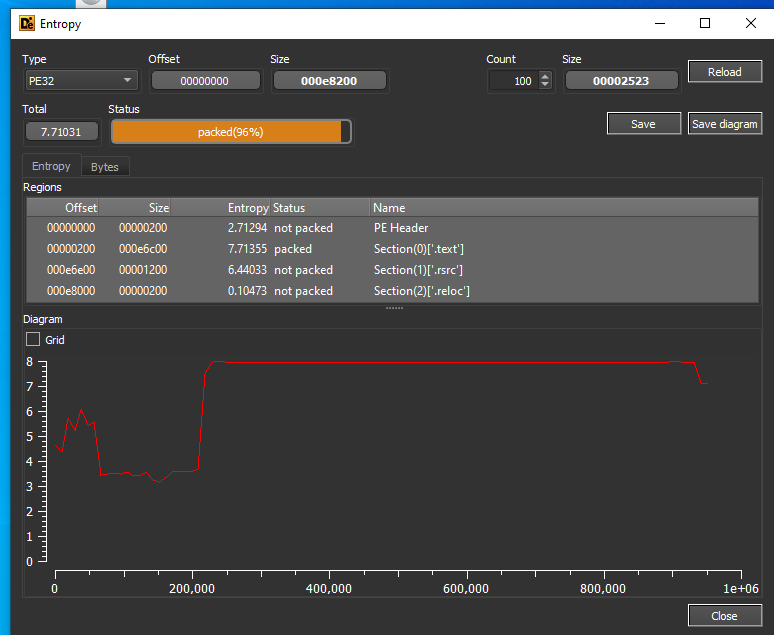 Entropy
Type Offset Size Count Size
PE32 00000000 000e8200 100 00002523 Reload
Total Status
7.71031 packed(96%) Save Save diagram
Entropy Bytes
Regions
Offset Size Entropy Status Name
00000000 00000200 2.71294 not packed PE Header
00000200 000e6c00 7.71355 packed Section(0)['.text']
000e6e00 00001200 6.44033 not packed Section(1)['.rsrc']
000e8000 00000200 0.10473 not packed Section(2)['.reloc']
Diagram
Grid
8
7
6
5
4
3
2
1
0
0 200,000 400,000 600,000 800,000 1e+06
Close